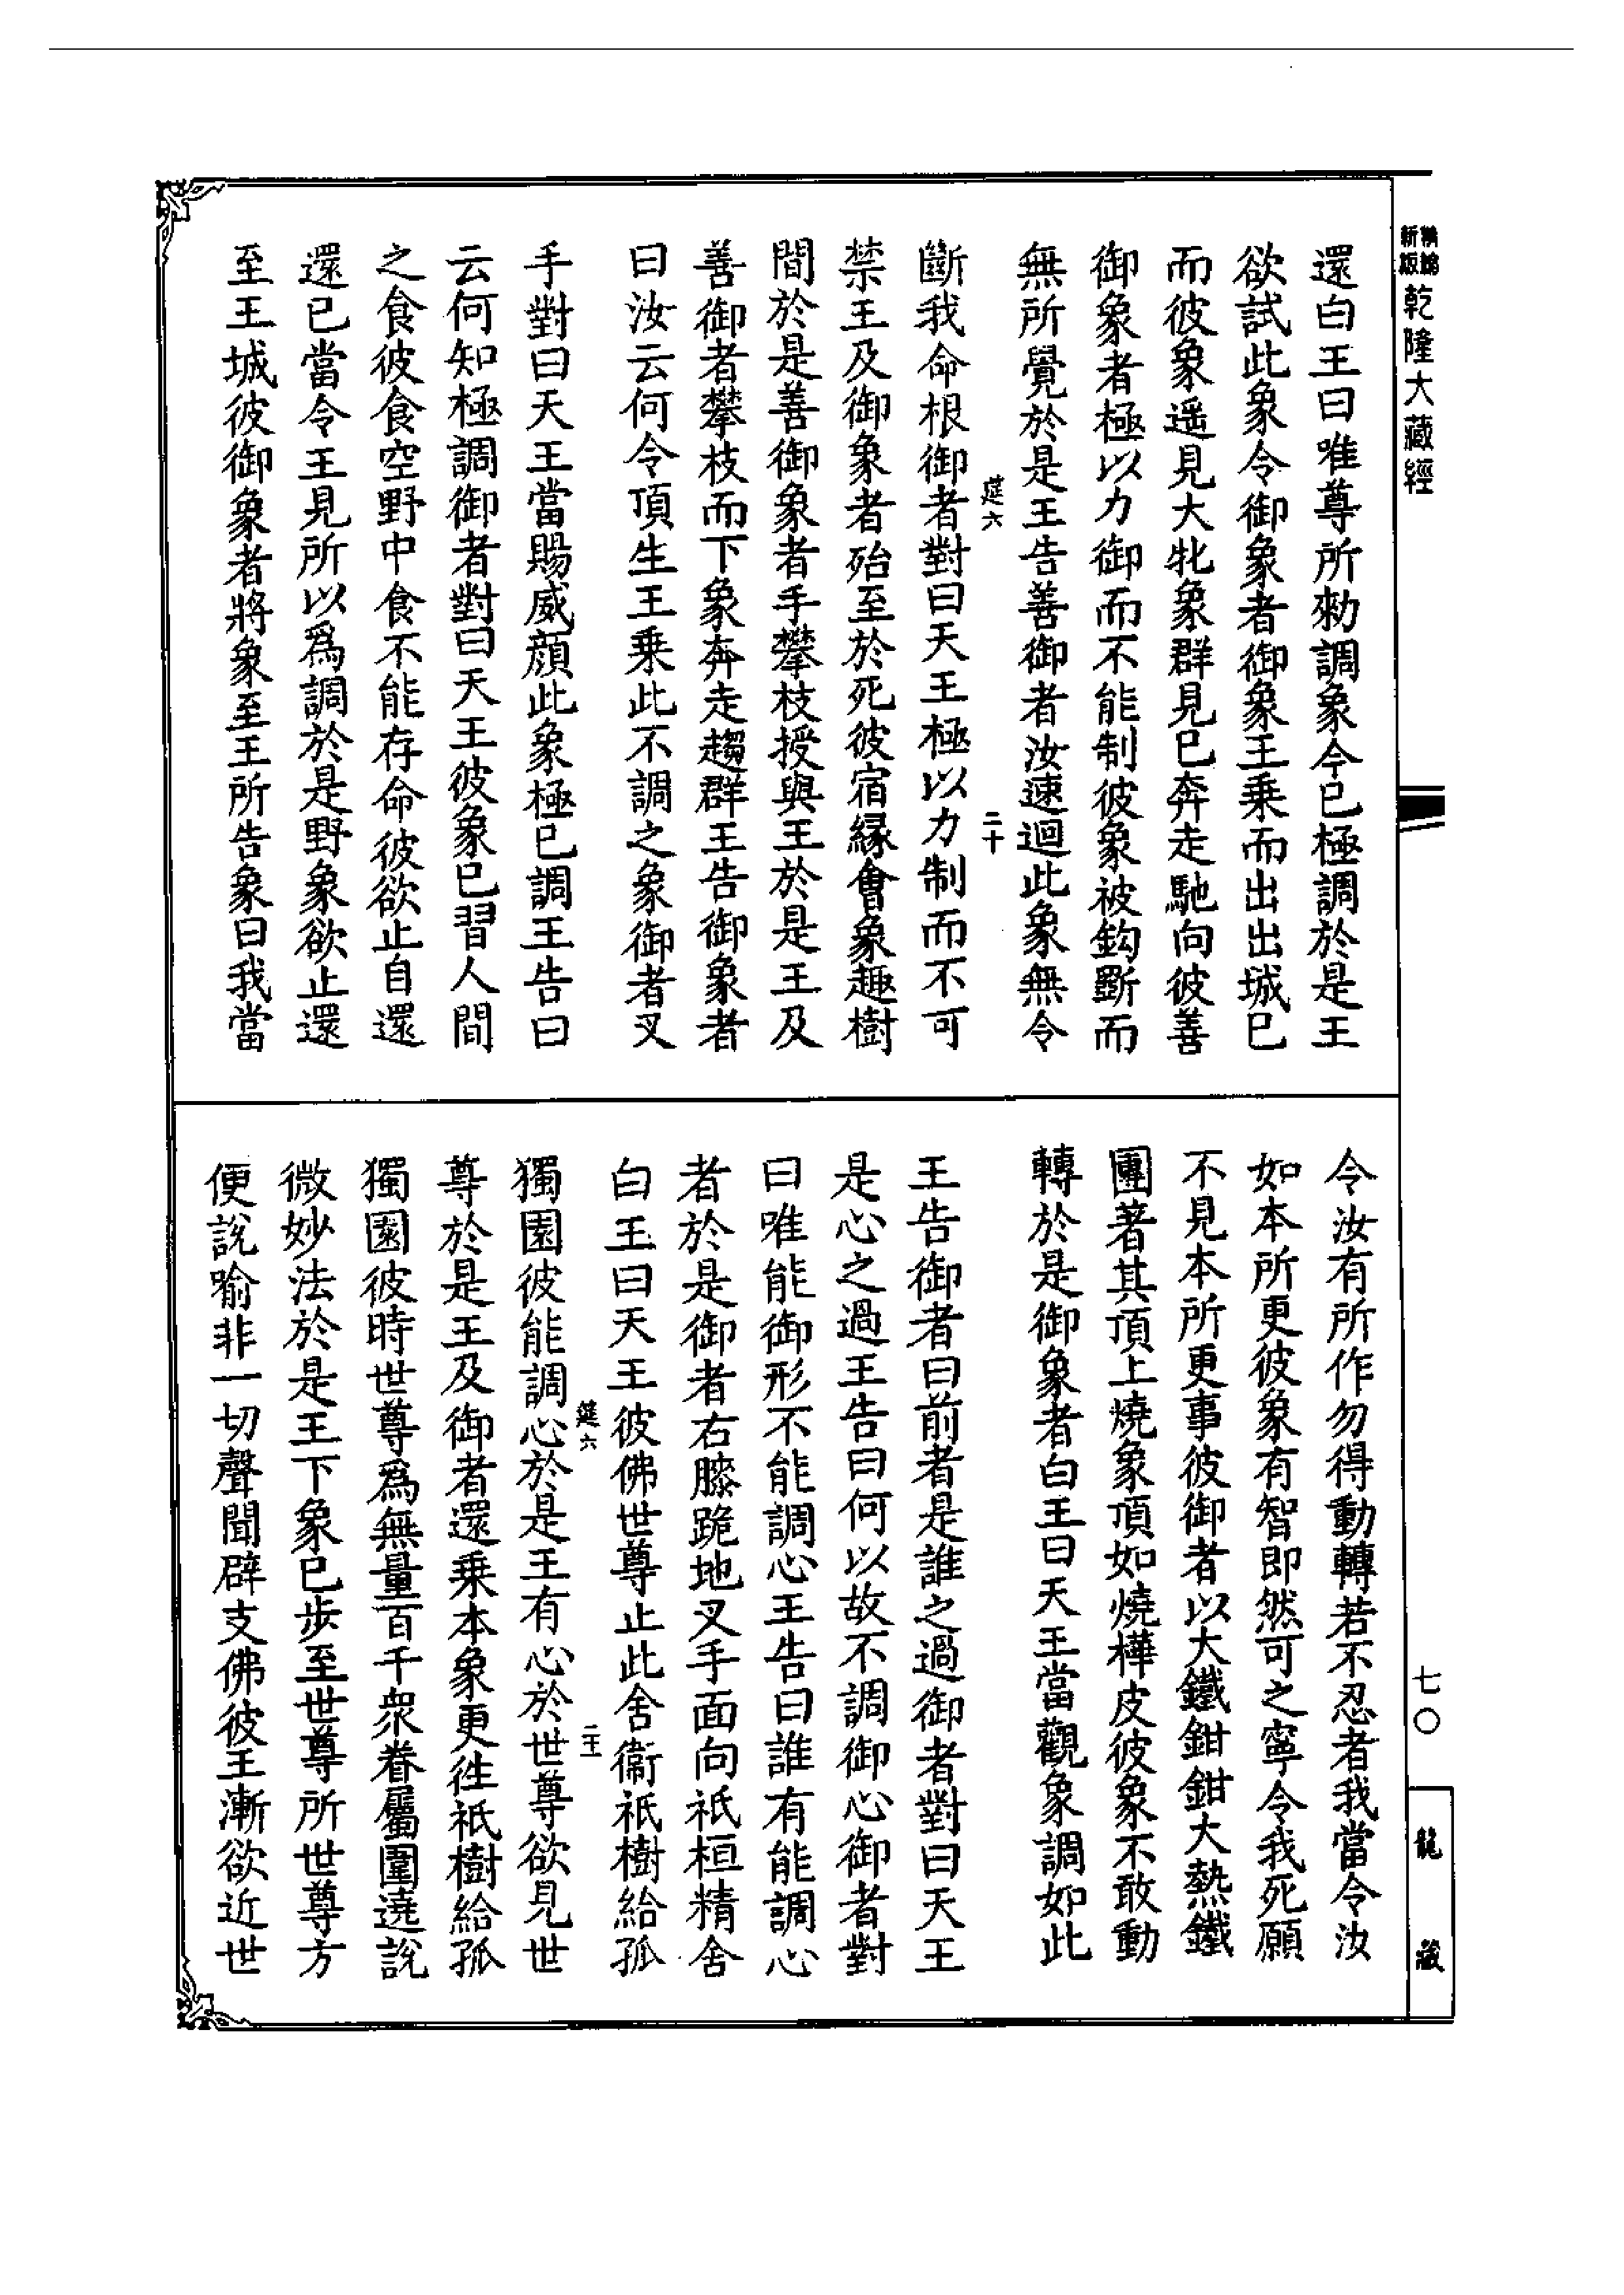 新版
乾隆大藏經
還白王曰唯尊所勑調象今已極調於是王
欲試此象令御象者御象王乗而出出城已
而彼象遥見大牝象群見已奔走馳向彼善
御象者極以力御而不能制彼象被鈎斲而
無所覺於是王告善御者汝速迴此象無令
筵六
二十
斷我命根御者對曰天王極以力制而不可
禁王及御象者殆至於死彼宿緣會象趣樹
間於是善御象者手攀枝授與王於是王及
善御者攀枝而下象奔走趨群王告御象者
曰汝云何令頂生王乗此不調之象御者叉
手對曰天王當賜威顔此象極已調王告曰
云何知極調御者對曰天王彼象已習人間
之食彼食空野中食不能存命彼欲止自還
還已當令王見所以爲調於是野象欲止還
至王城彼御象者將象至王所告象曰我當
令汝有所作勿得動轉若不忍者我當令汝
如本所更彼象有智即然可之寧令我死願
不見本所更事彼御者以大鐵鉗鉗大熱鐵
團著其頂上燒象頂如燒樺皮彼象不敢動
轉於是御象者白王曰天王當觀象調如此
王告御者曰前者是誰之過御者對曰天王
是心之過王告曰何以故不調御心御者對
曰唯能御形不能調心王告曰誰有能調心
者於是御者右膝跪地叉手面向祇桓精舍
白王曰天王彼佛世尊止此舍衞祇樹給孤
筵六
獨園彼能調心於是王有心於世尊欲見世
尊於是王及御者還乗本象更往祇樹給孤
獨園彼時世尊爲無量百千衆眷屬圍遶說
微妙法於是王下象已步至世尊所世尊方
便說喻非一切聲聞辟支佛彼王漸欲近世
七〇
龍藏